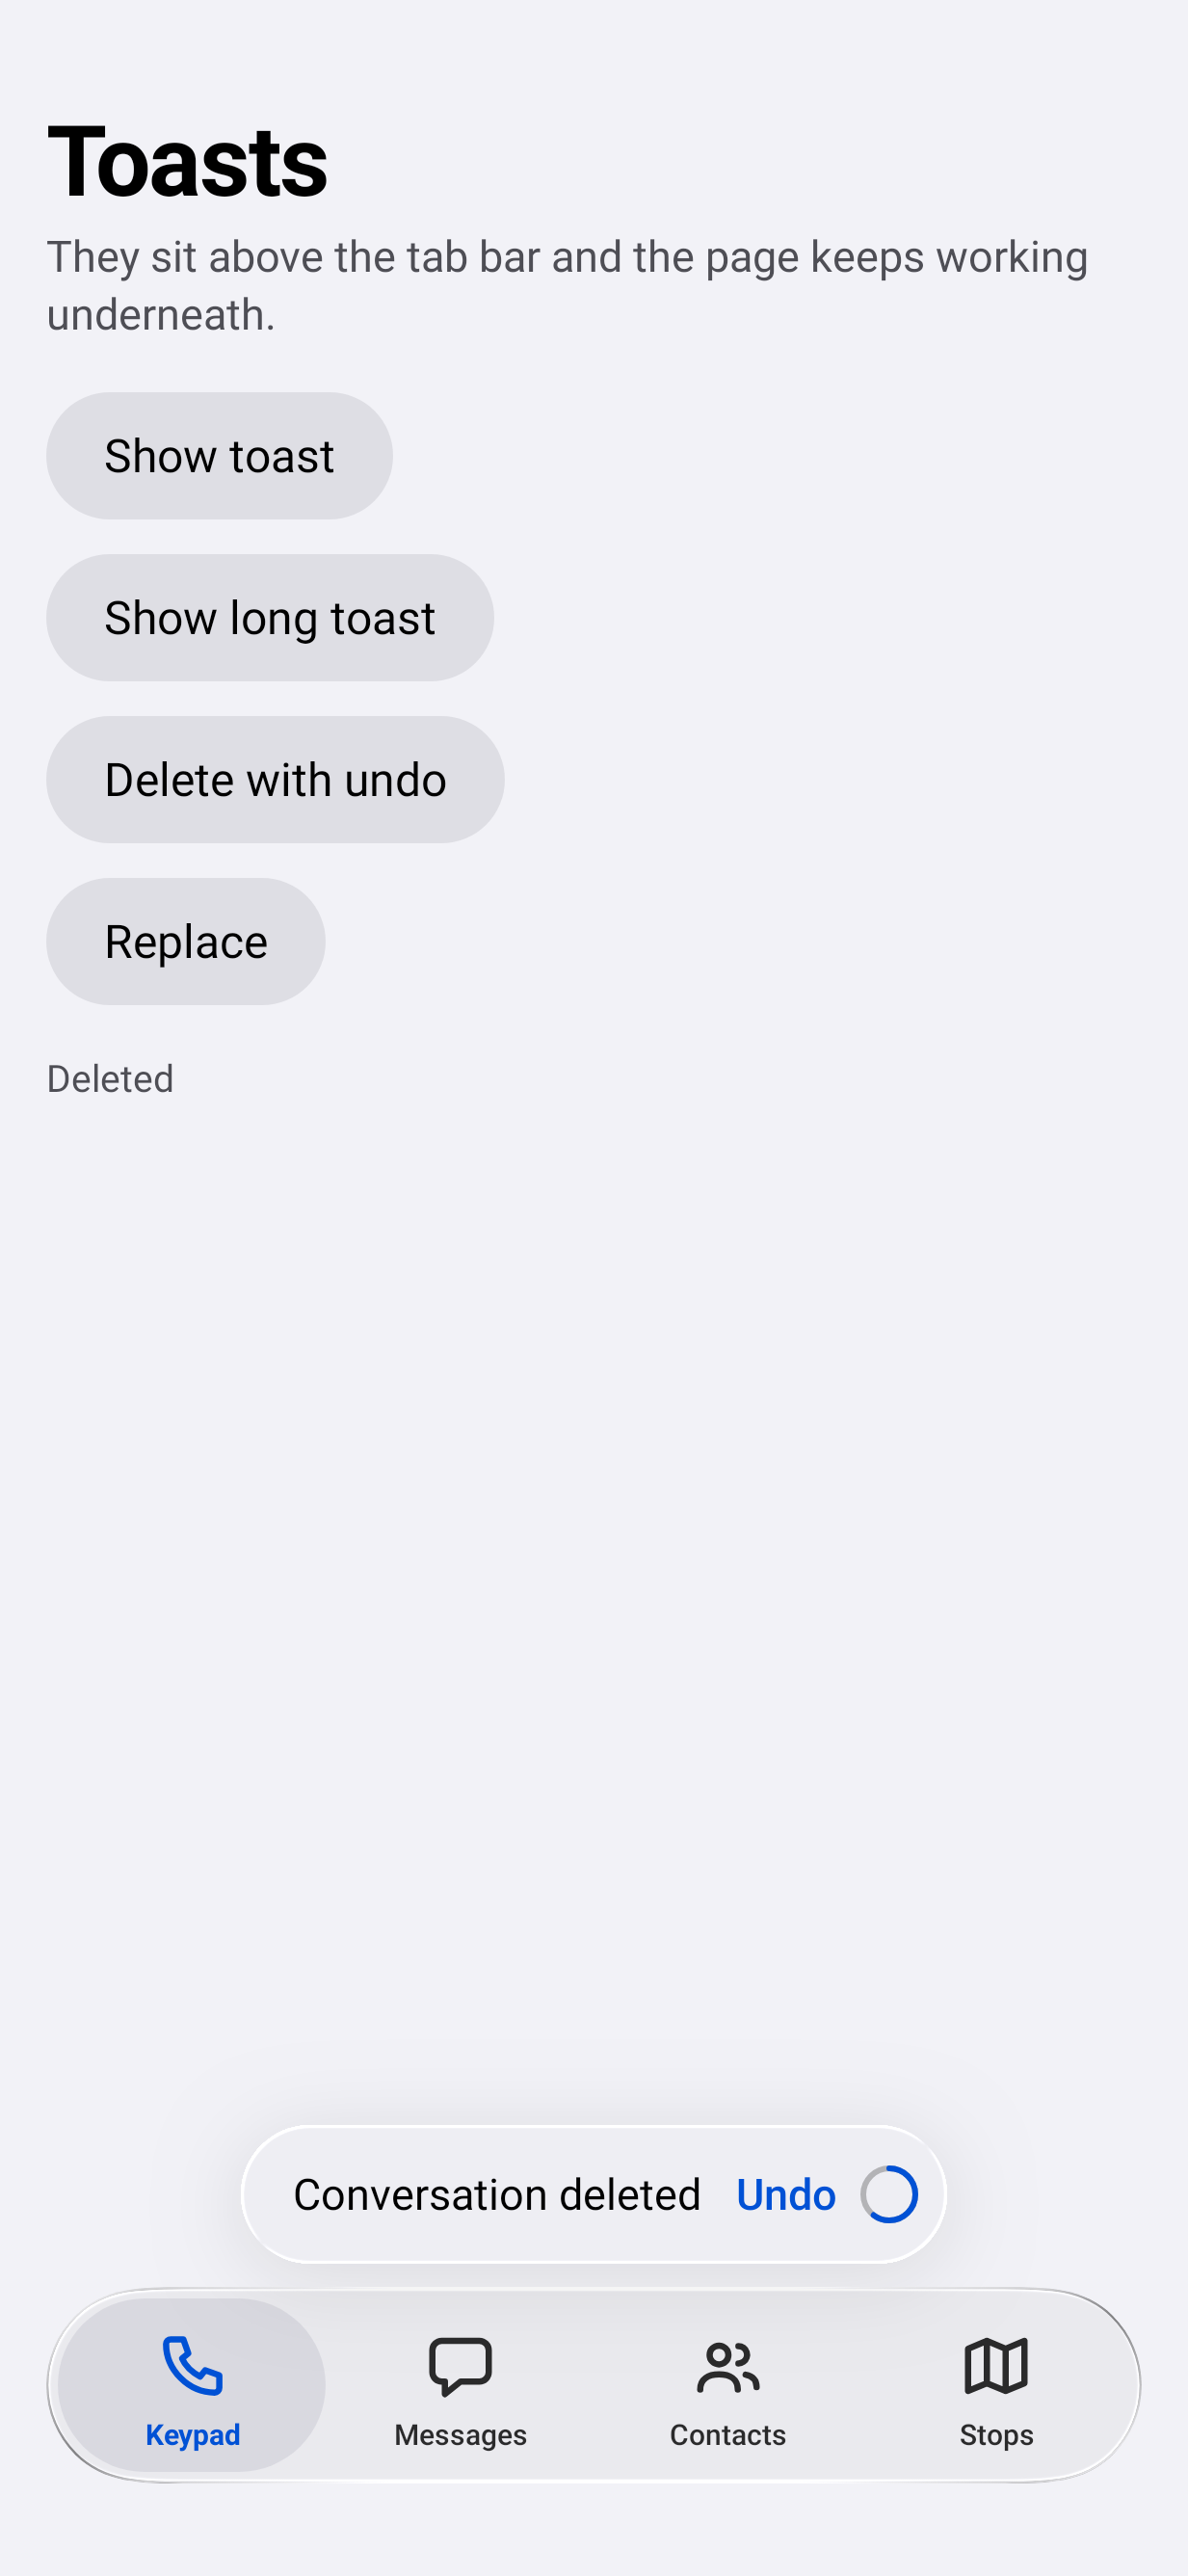 Toasts
They sit above the tab bar and the page keeps working
underneath.
Show toast
Show long toast
Delete with undo
Replace
Deleted
Conversation deleted Undo
Keypad Messages Contacts Stops